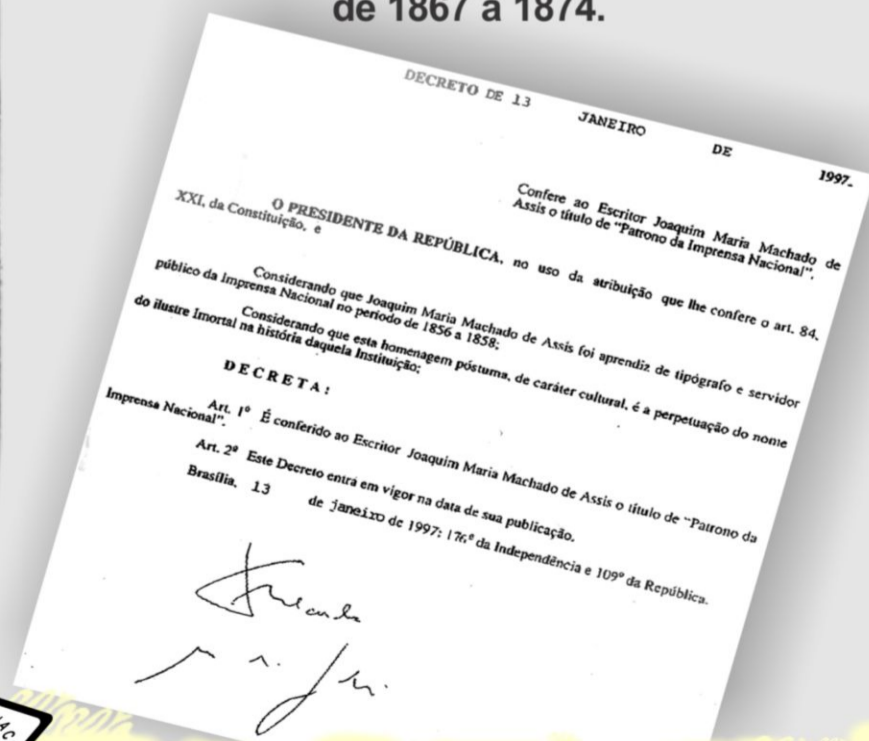 de 1867 a 1874.
DECRETO DE 13 JANEIRO DE 1997.
Confere ao Escritor Joaquim Maria Machado de
Assis o título de "Patrono da Imprensa Nacional".
O PRESIDENTE DA REPÚBLICA, no uso da atribuição que lhe confere o art. 84,
XXI, da Constituição, e
Considerando que Joaquim Maria Machado de Assis foi aprendiz de tipógrafo e servidor
público da Imprensa Nacional no período de 1856 a 1858;
Considerando que esta homenagem póstuma, de caráter cultural, é a perpetuação do nome
do ilustre Imortal na história daquela Instituição;
DECRETA:
Art. 1º É conferido ao Escritor Joaquim Maria Machado de Assis o título de "Patrono da
Imprensa Nacional".
Art. 2º Este Decreto entra em vigor na data de sua publicação.
Brasília, 13 de janeiro de 1997; 176º da Independência e 109º da República.